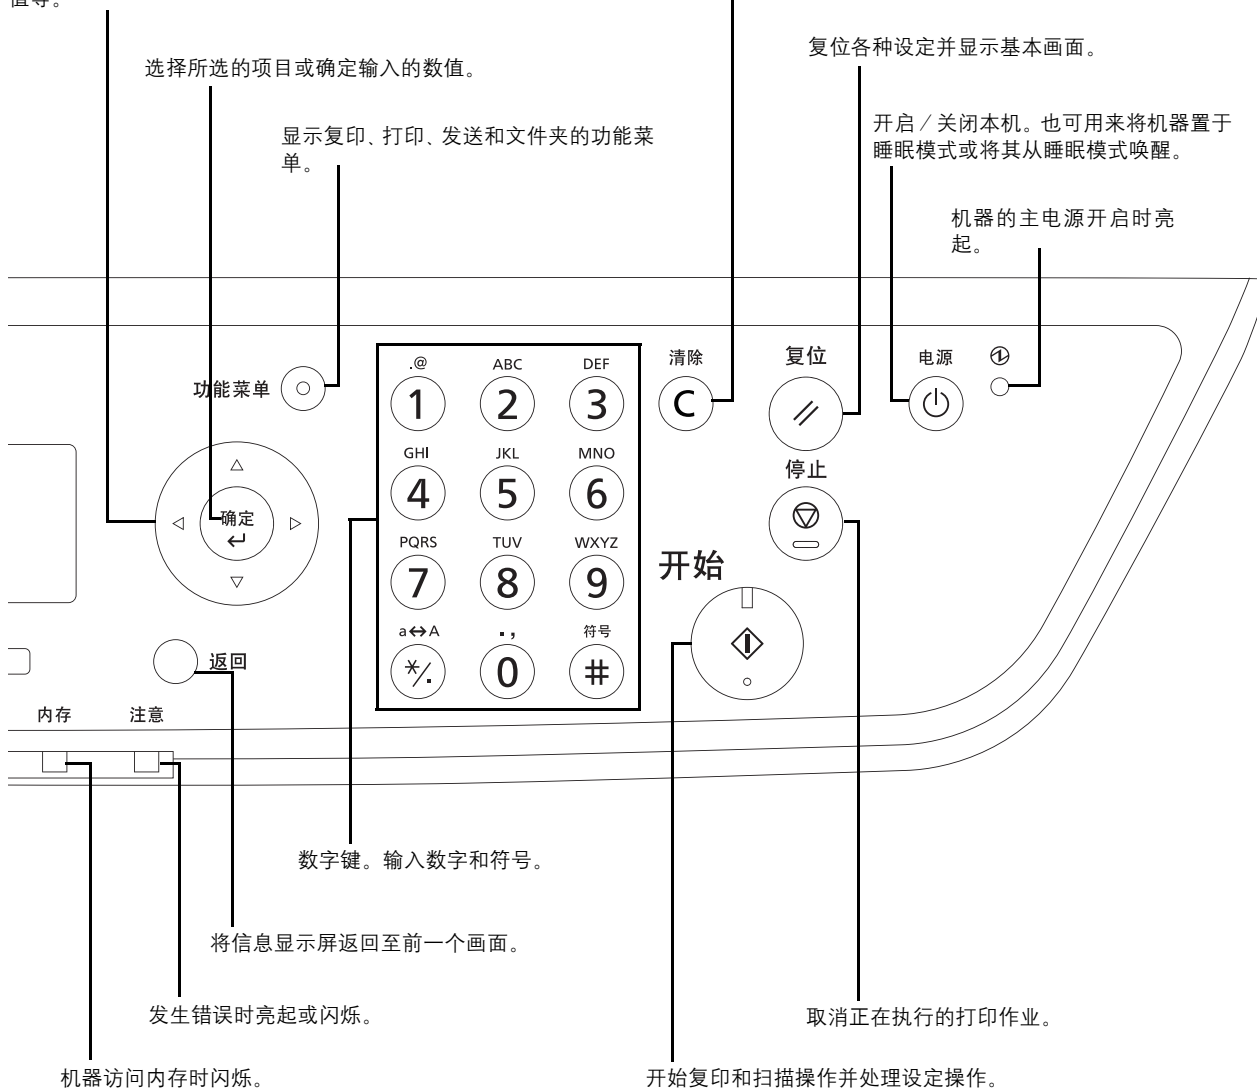 值等。
复位各种设定并显示基本画面。
选择所选的项目或确定输入的数值。
开启／关闭本机。也可用来将机器置于
睡眠模式或将其从睡眠模式唤醒。
显示复印、打印、发送和文件夹的功能菜
单。
机器的主电源开启时亮
起。
功能菜单
.@ ABC DEF
1 2 3
清除
C
复位
电源
GHI JKL MNO
4 5 6
停止
确定
PQRS TUV WXYZ
7 8 9
开始
a↔A . , 符号
*/. 0 #
返回
内存 注意
数字键。输入数字和符号。
将信息显示屏返回至前一个画面。
发生错误时亮起或闪烁。
取消正在执行的打印作业。
机器访问内存时闪烁。
开始复印和扫描操作并处理设定操作。